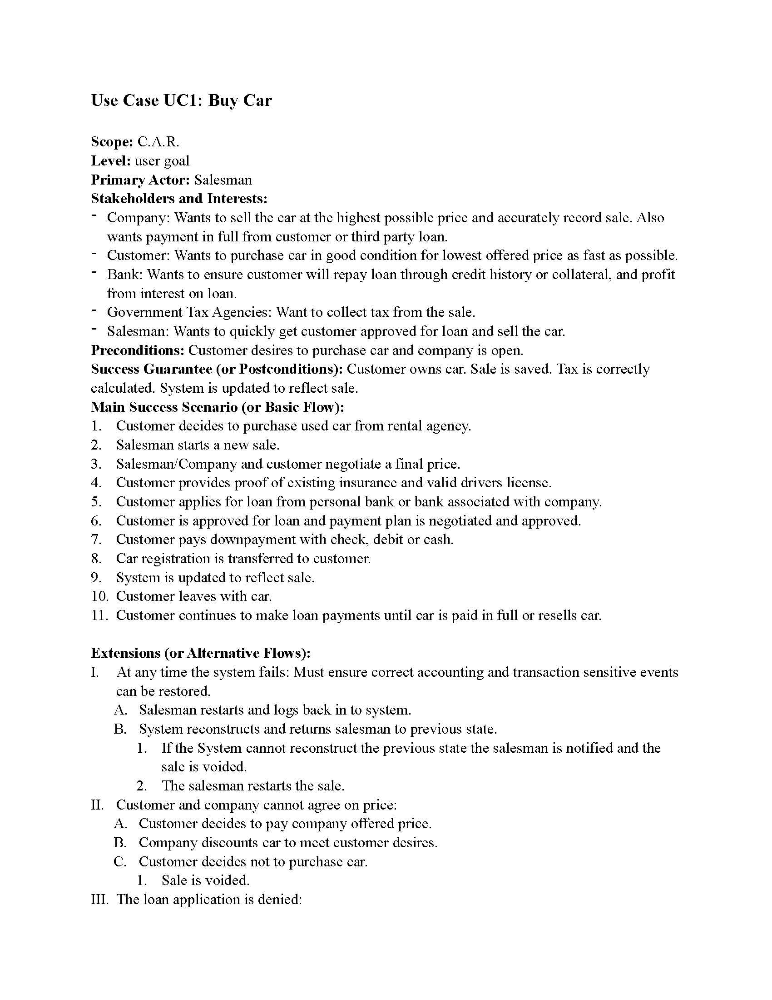 Use Case UC1: Buy Car
Scope: C.A.R.
Level: user goal
Primary Actor: Salesman
Stakeholders and Interests:
- Company: Wants to sell the car at the highest possible price and accurately record sale. Also
wants payment in full from customer or third party loan.
- Customer: Wants to purchase car in good condition for lowest offered price as fast as possible.
- Bank: Wants to ensure customer will repay loan through credit history or collateral, and profit
from interest on loan.
- Government Tax Agencies: Want to collect tax from the sale.
- Salesman: Wants to quickly get customer approved for loan and sell the car.
Preconditions: Customer desires to purchase car and company is open.
Success Guarantee (or Postconditions): Customer owns car. Sale is saved. Tax is correctly
calculated. System is updated to reflect sale.
Main Success Scenario (or Basic Flow):
1. Customer decides to purchase used car from rental agency.
2. Salesman starts a new sale.
3. Salesman/Company and customer negotiate a final price.
4. Customer provides proof of existing insurance and valid drivers license.
5. Customer applies for loan from personal bank or bank associated with company.
6. Customer is approved for loan and payment plan is negotiated and approved.
7. Customer pays downpayment with check, debit or cash.
8. Car registration is transferred to customer.
9. System is updated to reflect sale.
10. Customer leaves with car.
11. Customer continues to make loan payments until car is paid in full or resells car.
Extensions (or Alternative Flows):
I. At any time the system fails: Must ensure correct accounting and transaction sensitive events
can be restored.
A. Salesman restarts and logs back in to system.
B. System reconstructs and returns salesman to previous state.
1. If the System cannot reconstruct the previous state the salesman is notified and the
sale is voided.
2. The salesman restarts the sale.
II. Customer and company cannot agree on price:
A. Customer decides to pay company offered price.
B. Company discounts car to meet customer desires.
C. Customer decides not to purchase car.
1. Sale is voided.
III. The loan application is denied: